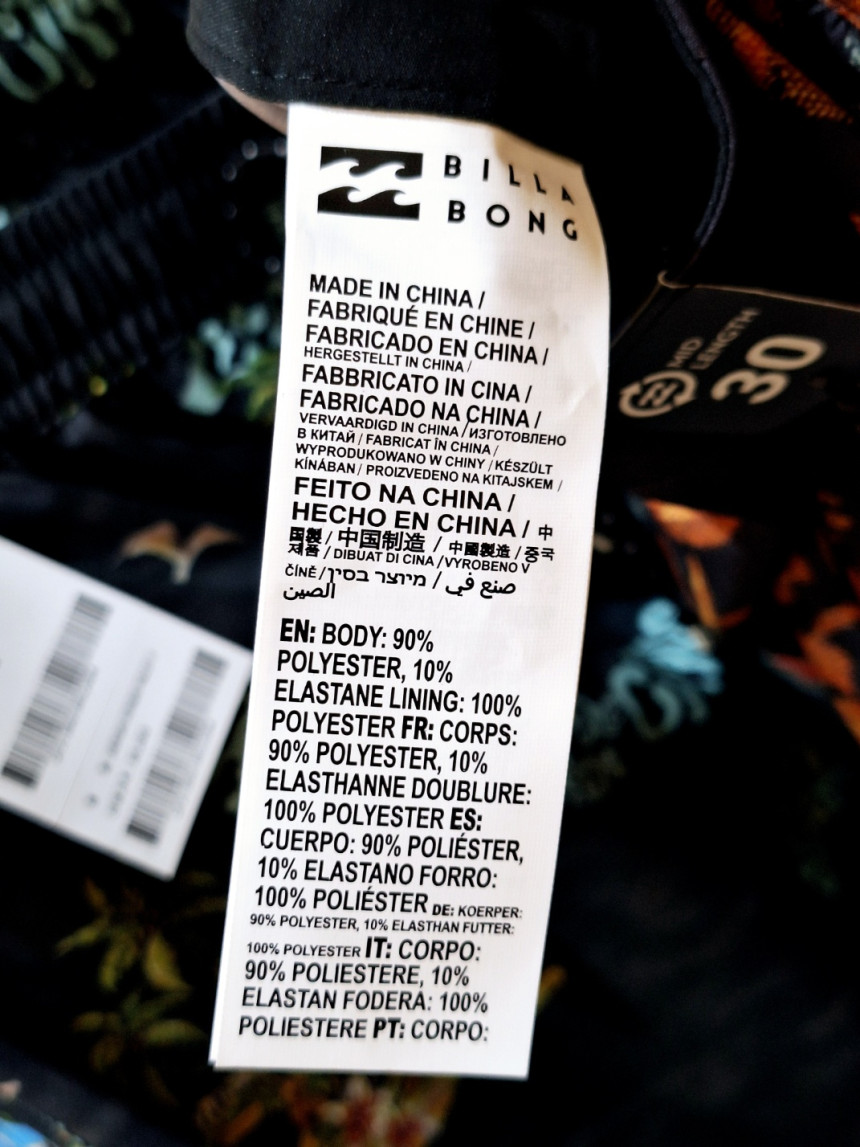 BILLA
BONG
MADE IN CHINA /
FABRIQUÉ EN CHINE /
FABRICADO EN CHINA /
HERGESTELLT IN CHINA /
FABBRICATO IN CINA /
FABRICADO NA CHINA /
VERVAARDIGD IN CHINA /ИЗГОТОВЛЕНО
В КИТАЙ / FABRICAT ÎN CHINA /
WYPRODUKOWANO W CHINY / KÉSZÜLT
KÍNÁBAN / PROIZVEDENO NA KITAJSKEM /
FEITO NA CHINA /
HECHO EN CHINA / 中
国製 / 中国制造 / 中國製造 / 중국
제품 / DIBUAT DI CINA /VYROBENO V
ČÍNĚ / מיוצר בסין / صنع في
الصين
EN: BODY: 90%
POLYESTER, 10%
ELASTANE LINING: 100%
POLYESTER FR: CORPS:
90% POLYESTER, 10%
ELASTHANNE DOUBLURE:
100% POLYESTER ES:
CUERPO: 90% POLIÉSTER,
10% ELASTANO FORRO:
100% POLIÉSTER DE: KOERPER:
90% POLYESTER, 10% ELASTHAN FUTTER:
100% POLYESTER IT: CORPO:
90% POLIESTERE, 10%
ELASTAN FODERA: 100%
POLIESTERE PT: CORPO:
MID
LENGTH
30